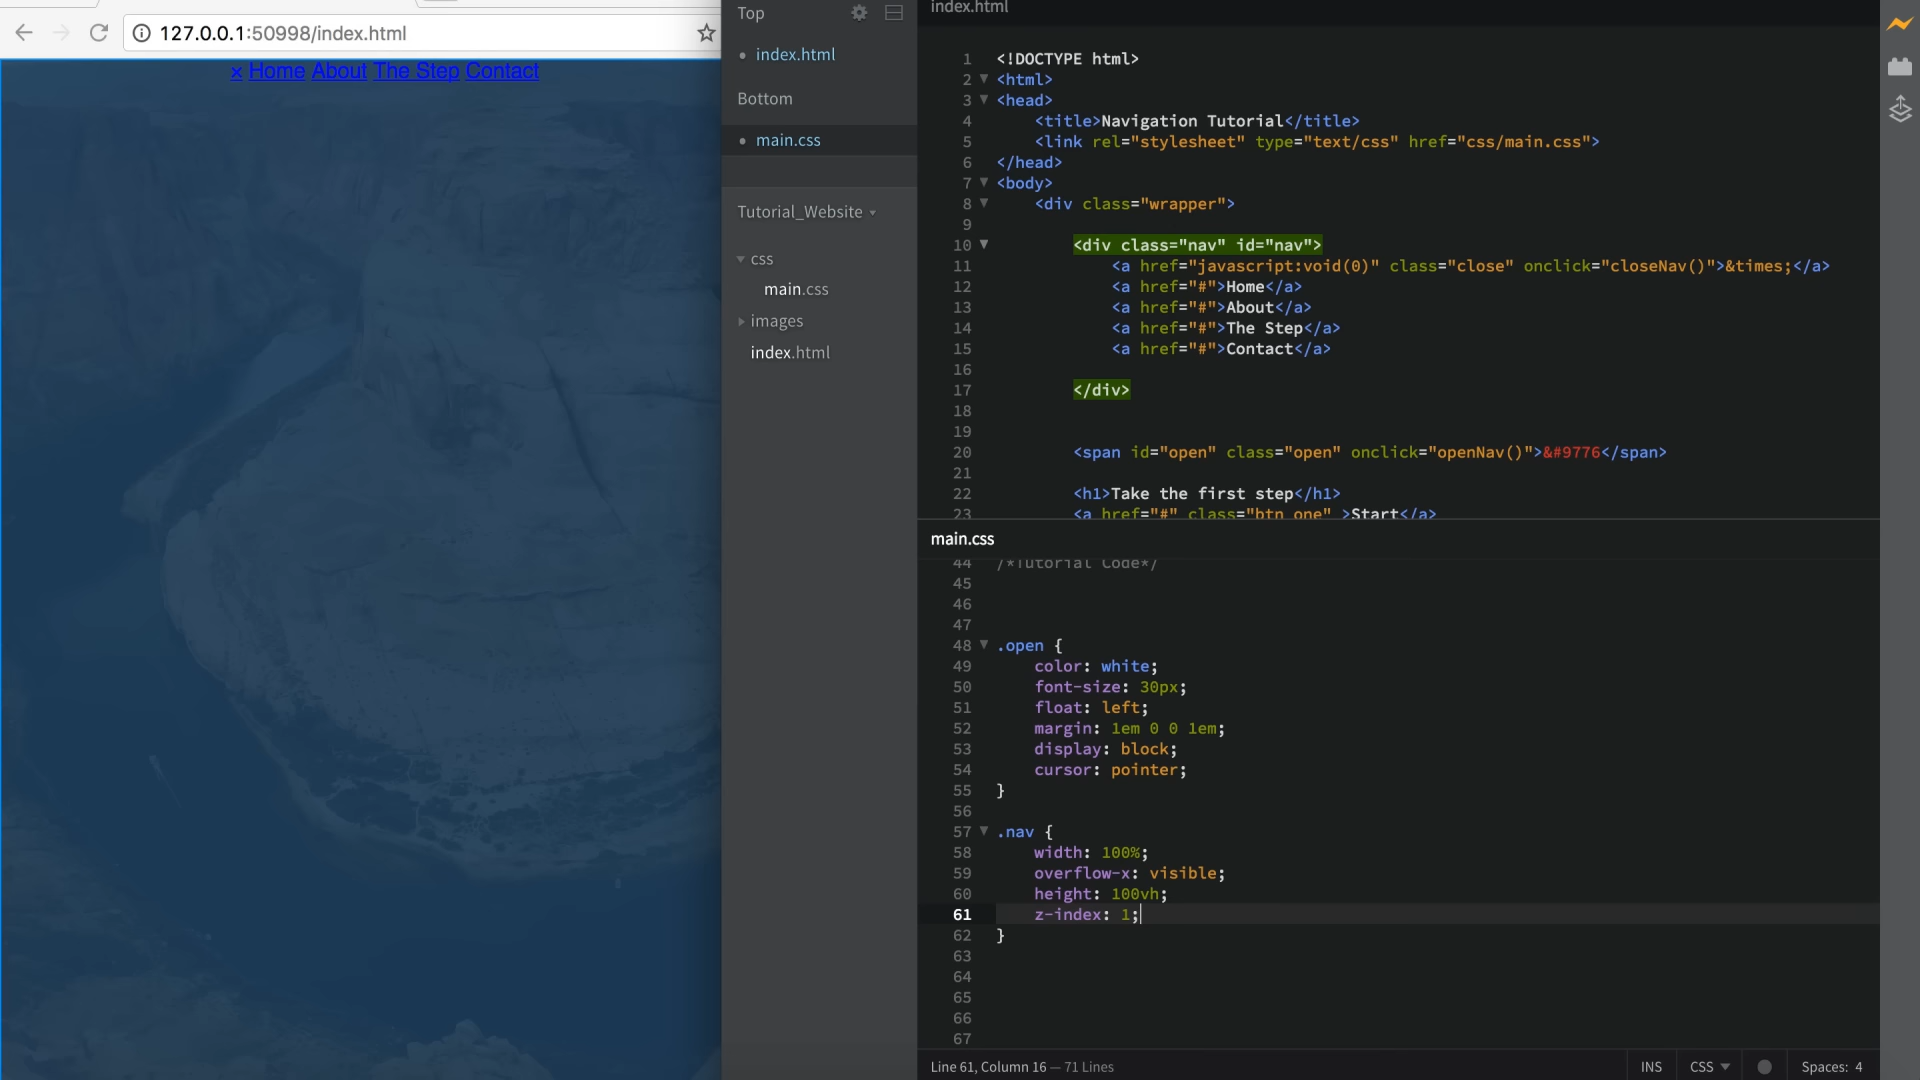 127.0.0.1:50998/index.html
× Home About The Step Contact
Top
index.html
Bottom
main.css
Tutorial_Website
css
main.css
images
index.html
index.html
1 <!DOCTYPE html>
2 <html>
3 <head>
4 <title>Navigation Tutorial</title>
5 <link rel="stylesheet" type="text/css" href="css/main.css">
6 </head>
7 <body>
8 <div class="wrapper">
9
10 <div class="nav" id="nav">
11 <a href="javascript:void(0)" class="close" onclick="closeNav()">&times;</a>
12 <a href="#">Home</a>
13 <a href="#">About</a>
14 <a href="#">The Step</a>
15 <a href="#">Contact</a>
16
17 </div>
18
19
20 <span id="open" class="open" onclick="openNav()">&#9776</span>
21
22 <h1>Take the first step</h1>
23 <a href="#" class="btn one" >Start</a>
main.css
44 /*Tutorial Code*/
45
46
47
48 .open {
49 color: white;
50 font-size: 30px;
51 float: left;
52 margin: 1em 0 0 1em;
53 display: block;
54 cursor: pointer;
55 }
56
57 .nav {
58 width: 100%;
59 overflow-x: visible;
60 height: 100vh;
61 z-index: 1;
62 }
63
64
65
66
67
Line 61, Column 16 — 71 Lines
INS CSS Spaces: 4